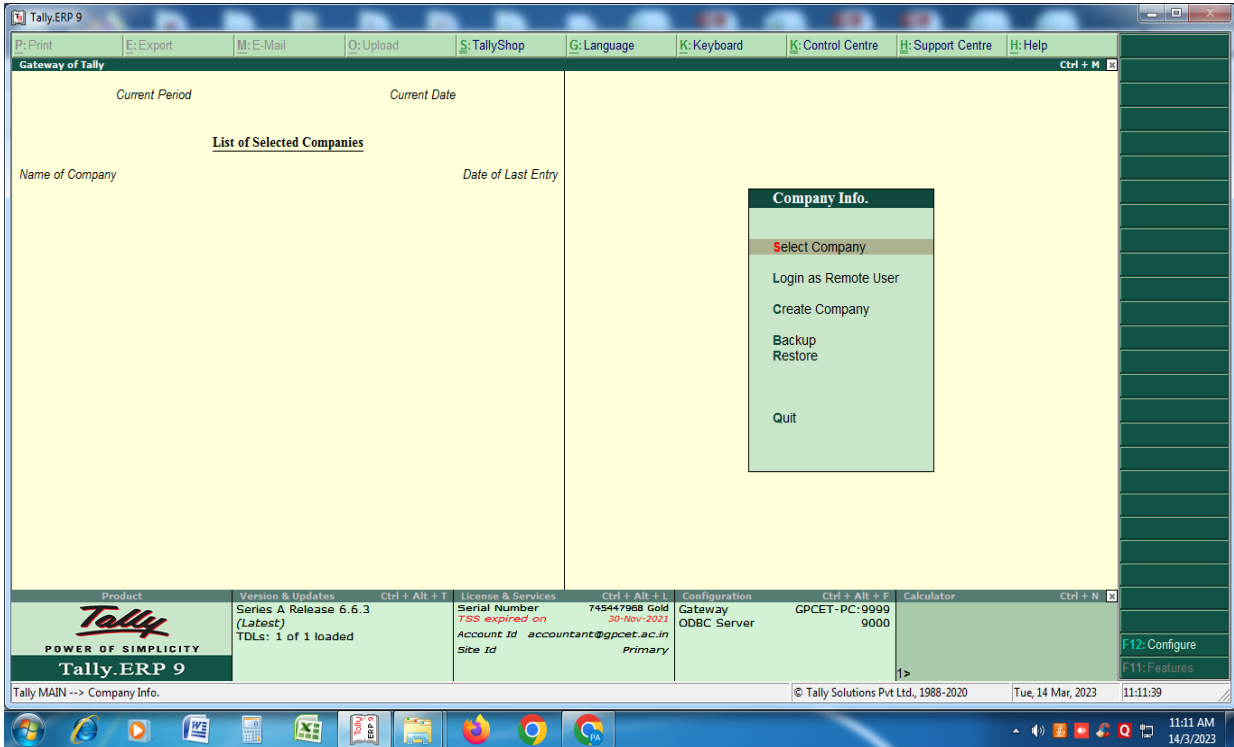 Tally.ERP 9
P: Print E: Export M: E-Mail O: Upload S: TallyShop G: Language K: Keyboard K: Control Centre H: Support Centre H: Help
Gateway of Tally Ctrl + M
Current Period Current Date
List of Selected Companies
Name of Company Date of Last Entry
Company Info.
Select Company
Login as Remote User
Create Company
Backup
Restore
Quit
Product
Tally
POWER OF SIMPLICITY
Tally.ERP 9
Version & Updates Ctrl + Alt + T
Series A Release 6.6.3
(Latest)
TDLs: 1 of 1 loaded
License & Services Ctrl + Alt + L
Serial Number 745447968 Gold
TSS expired on 30-Nov-2021
Account Id accountant@gpcet.ac.in
Site Id Primary
Configuration Ctrl + Alt + F
Gateway GPCET-PC:9999
ODBC Server 9000
Calculator Ctrl + N
1>
F12: Configure
F11: Features
Tally MAIN --> Company Info. © Tally Solutions Pvt Ltd., 1988-2020 Tue, 14 Mar, 2023 11:11:39
11:11 AM
14/3/2023